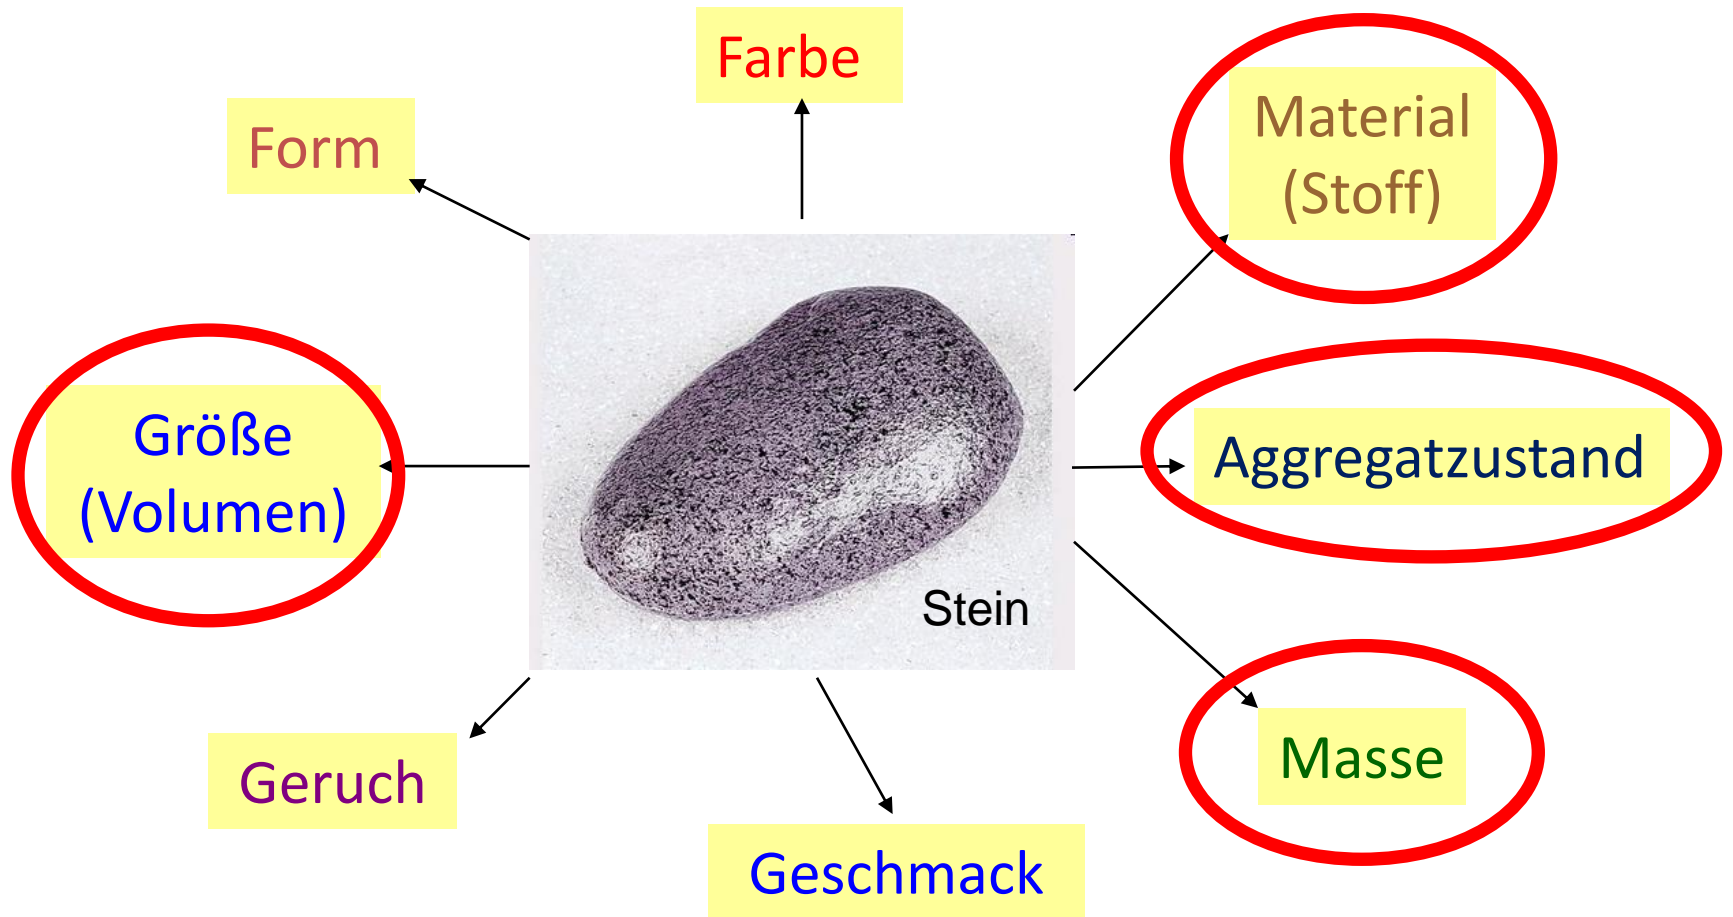 Farbe
Form
Material
(Stoff)
Größe
(Volumen)
Aggregatzustand
Stein
Geruch
Masse
Geschmack